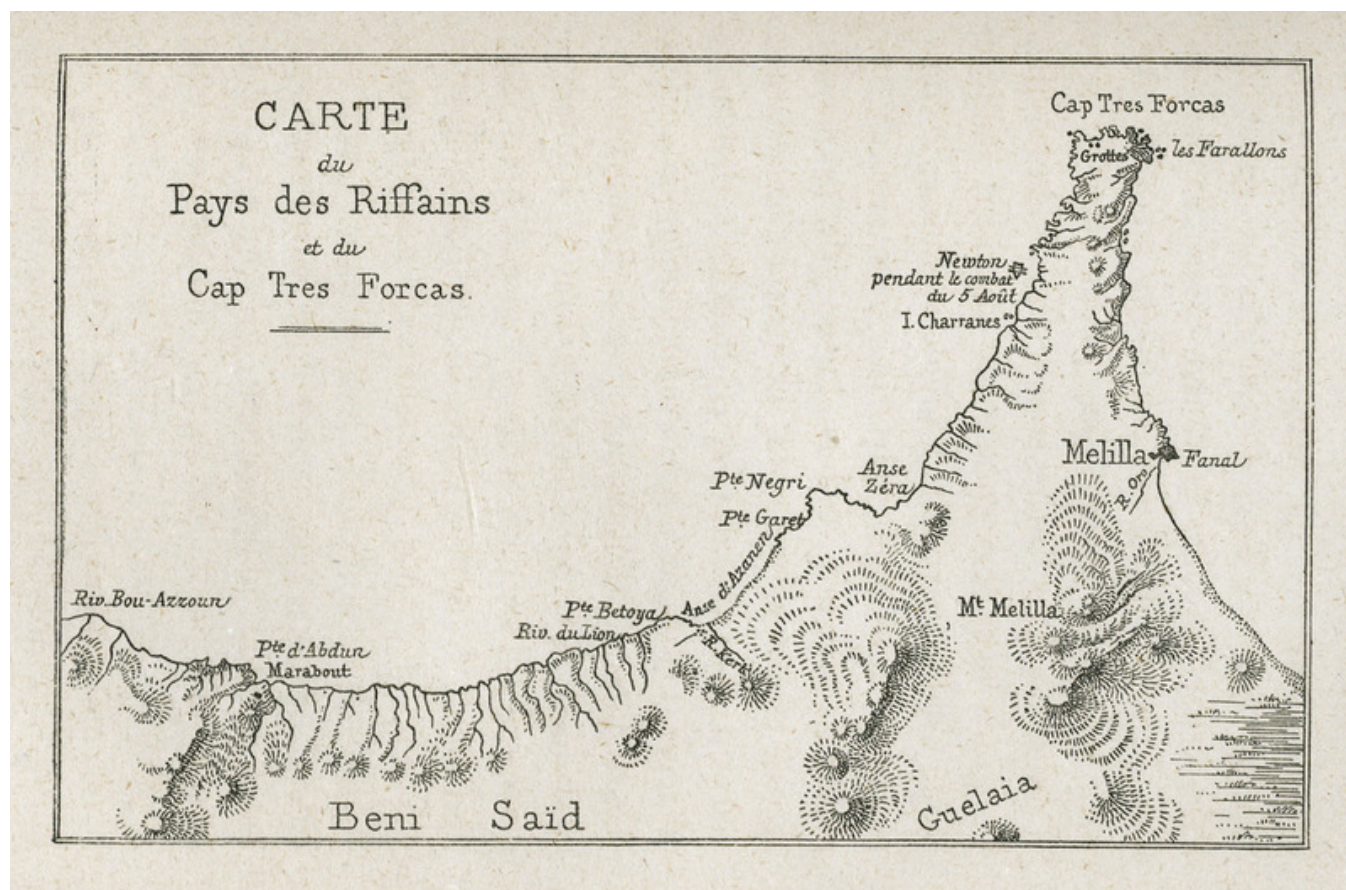 CARTE
du
Pays des Riffains
et du
Cap Tres Forcas.
Cap Tres Forcas
Grottes
les Farallons
Newton
pendant le combat
du 5 Août
I. Charranes
Melilla
Fanal
R. Oro
Anse
Zéra
Pte Negri
Pte Garet
Anse d'Azanen
Pte Betoya
Riv. du Lion
R. Kert
Mt Melilla
Riv. Bou-Azzoun
Pte d'Abdun
Marabout
Beni Saïd
Guelaia